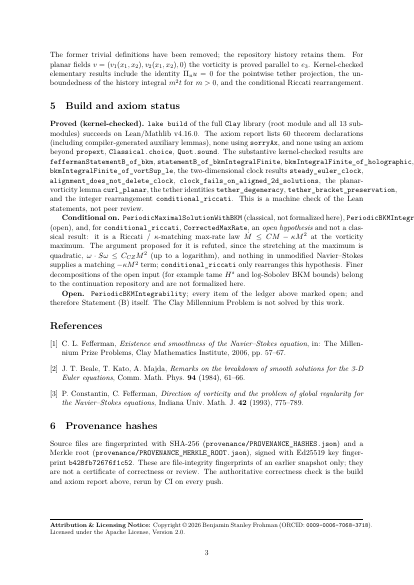 The former trivial definitions have been removed; the repository history retains them. For
planar fields v = (v₁(x₁, x₂), v₂(x₁, x₂), 0) the vorticity is proved parallel to e₃. Kernel-checked
elementary results include the identity Πᵤu = 0 for the pointwise tether projection, the un-
boundedness of the history integral m²t for m > 0, and the conditional Riccati rearrangement.
5 Build and axiom status
Proved (kernel-checked). lake build of the full Clay library (root module and all 13 sub-
modules) succeeds on Lean/Mathlib v4.16.0. The axiom report lists 60 theorem declarations
(including compiler-generated auxiliary lemmas), none using sorryAx, and none using an axiom
beyond propext, Classical.choice, Quot.sound. The substantive kernel-checked results are
feffermanStatementB_of_bkm, statementB_of_bkmIntegralFinite, bkmIntegralFinite_of_holographic,
bkmIntegralFinite_of_vortSup_le, the two-dimensional clock results steady_euler_clock,
alignment_does_not_delete_clock, clock_fails_on_aligned_2d_solutions, the planar-
vorticity lemma curl_planar, the tether identities tether_degeneracy, tether_bracket_preservation,
and the integer rearrangement conditional_riccati. This is a machine check of the Lean
statements, not peer review.
Conditional on. PeriodicMaximalSolutionWithBKM (classical, not formalized here), PeriodicBKMIntegr
(open), and, for conditional_riccati, CorrectedMaxRate, an open hypothesis and not a clas-
sical result: it is a Riccati / κ-matching max-rate law Ṁ ≤ CM − κM² at the vorticity
maximum. The argument proposed for it is refuted, since the stretching at the maximum is
quadratic, ω · Sω ≤ C_CZ M² (up to a logarithm), and nothing in unmodified Navier–Stokes
supplies a matching −κM² term; conditional_riccati only rearranges this hypothesis. Finer
decompositions of the open input (for example tame Hˢ and log-Sobolev BKM bounds) belong
to the continuation repository and are not formalized here.
Open. PeriodicBKMIntegrability; every item of the ledger above marked open; and
therefore Statement (B) itself. The Clay Millennium Problem is not solved by this work.
References
[1] C. L. Fefferman, Existence and smoothness of the Navier–Stokes equation, in: The Millen-
nium Prize Problems, Clay Mathematics Institute, 2006, pp. 57–67.
[2] J. T. Beale, T. Kato, A. Majda, Remarks on the breakdown of smooth solutions for the 3-D
Euler equations, Comm. Math. Phys. 94 (1984), 61–66.
[3] P. Constantin, C. Fefferman, Direction of vorticity and the problem of global regularity for
the Navier–Stokes equations, Indiana Univ. Math. J. 42 (1993), 775–789.
6 Provenance hashes
Source files are fingerprinted with SHA-256 (provenance/PROVENANCE_HASHES.json) and a
Merkle root (provenance/PROVENANCE_MERKLE_ROOT.json), signed with Ed25519 key finger-
print b428fb72676f1c52. These are file-integrity fingerprints of an earlier snapshot only; they
are not a certificate of correctness or review. The authoritative correctness check is the build
and axiom report above, rerun by CI on every push.
Attribution & Licensing Notice: Copyright © 2026 Benjamin Stanley Frohman (ORCID: 0009-0006-7068-3718).
Licensed under the Apache License, Version 2.0.
3